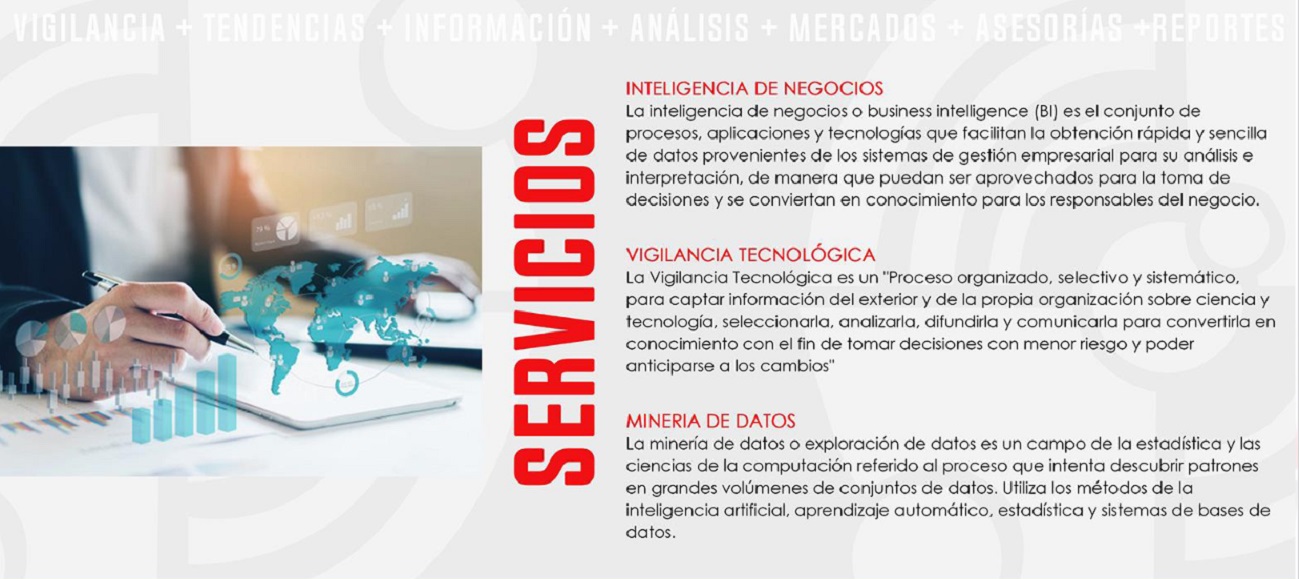 VIGILANCIA + TENDENCIAS + INFORMACIÓN + ANÁLISIS + MERCADOS + ASESORÍAS +REPORTES
SERVICIOS
INTELIGENCIA DE NEGOCIOS
La inteligencia de negocios o business intelligence (BI) es el conjunto de
procesos, aplicaciones y tecnologías que facilitan la obtención rápida y sencilla
de datos provenientes de los sistemas de gestión empresarial para su análisis e
interpretación, de manera que puedan ser aprovechados para la toma de
decisiones y se conviertan en conocimiento para los responsables del negocio.
VIGILANCIA TECNOLÓGICA
La Vigilancia Tecnológica es un "Proceso organizado, selectivo y sistemático,
para captar información del exterior y de la propia organización sobre ciencia y
tecnología, seleccionarla, analizarla, difundirla y comunicarla para convertirla en
conocimiento con el fin de tomar decisiones con menor riesgo y poder
anticiparse a los cambios"
MINERIA DE DATOS
La minería de datos o exploración de datos es un campo de la estadística y las
ciencias de la computación referido al proceso que intenta descubrir patrones
en grandes volúmenes de conjuntos de datos. Utiliza los métodos de la
inteligencia artificial, aprendizaje automático, estadística y sistemas de bases de
datos.